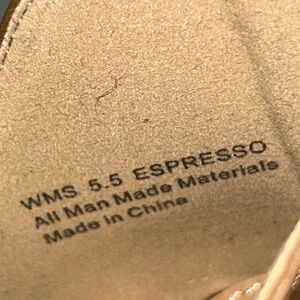 WMS 5.5 ESPRESSO
All Man Made Materials
Made in China